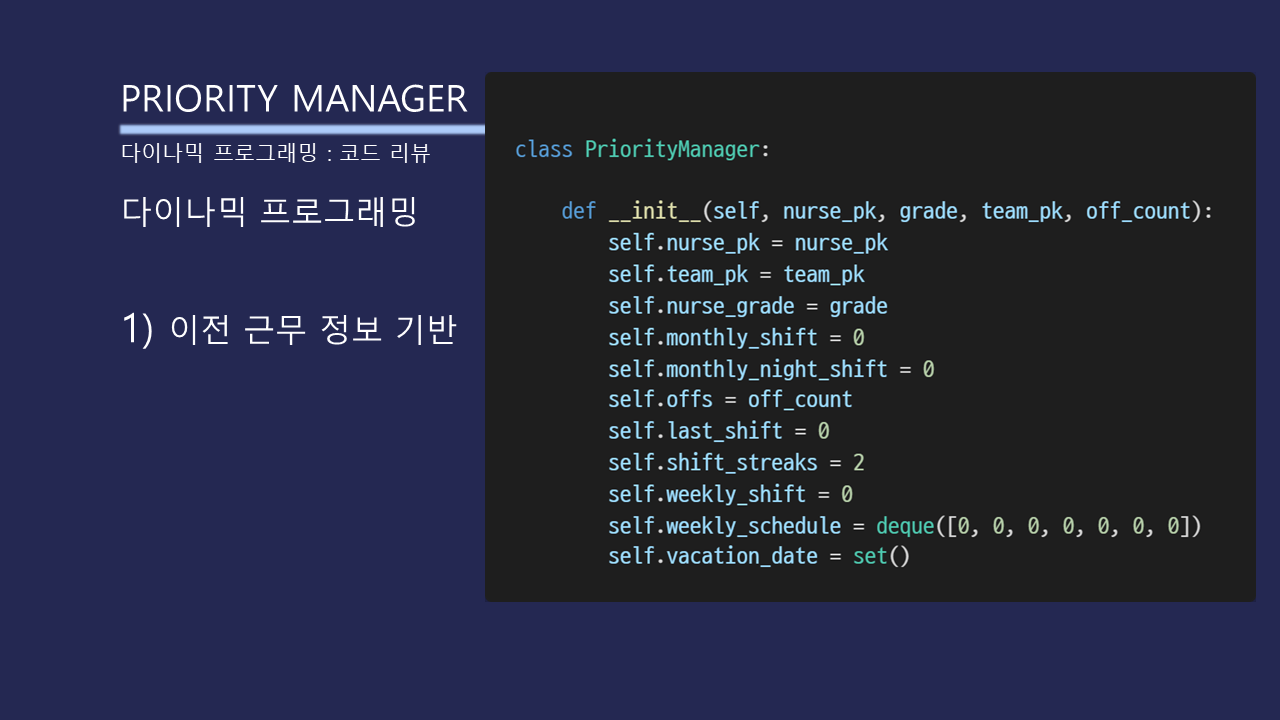 PRIORITY MANAGER
다이나믹 프로그래밍 : 코드 리뷰
다이나믹 프로그래밍
1) 이전 근무 정보 기반
class PriorityManager:
    def __init__(self, nurse_pk, grade, team_pk, off_count):
        self.nurse_pk = nurse_pk
        self.team_pk = team_pk
        self.nurse_grade = grade
        self.monthly_shift = 0
        self.monthly_night_shift = 0
        self.offs = off_count
        self.last_shift = 0
        self.shift_streaks = 2
        self.weekly_shift = 0
        self.weekly_schedule = deque([0, 0, 0, 0, 0, 0, 0])
        self.vacation_date = set()